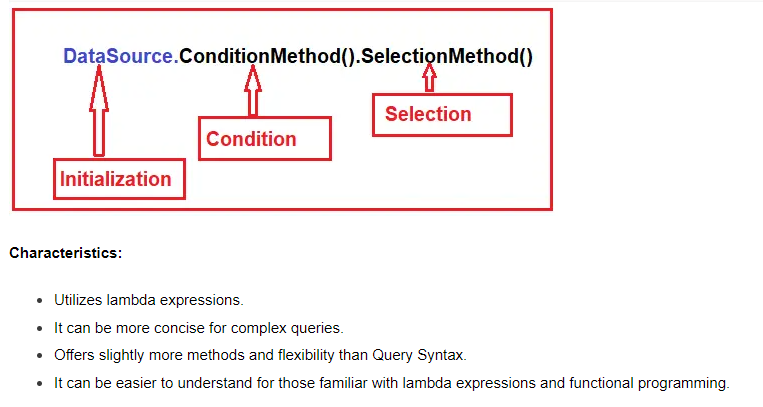 DataSource.ConditionMethod().SelectionMethod()
Selection
Condition
Initialization
Characteristics:
Utilizes lambda expressions.
It can be more concise for complex queries.
Offers slightly more methods and flexibility than Query Syntax.
It can be easier to understand for those familiar with lambda expressions and functional programming.